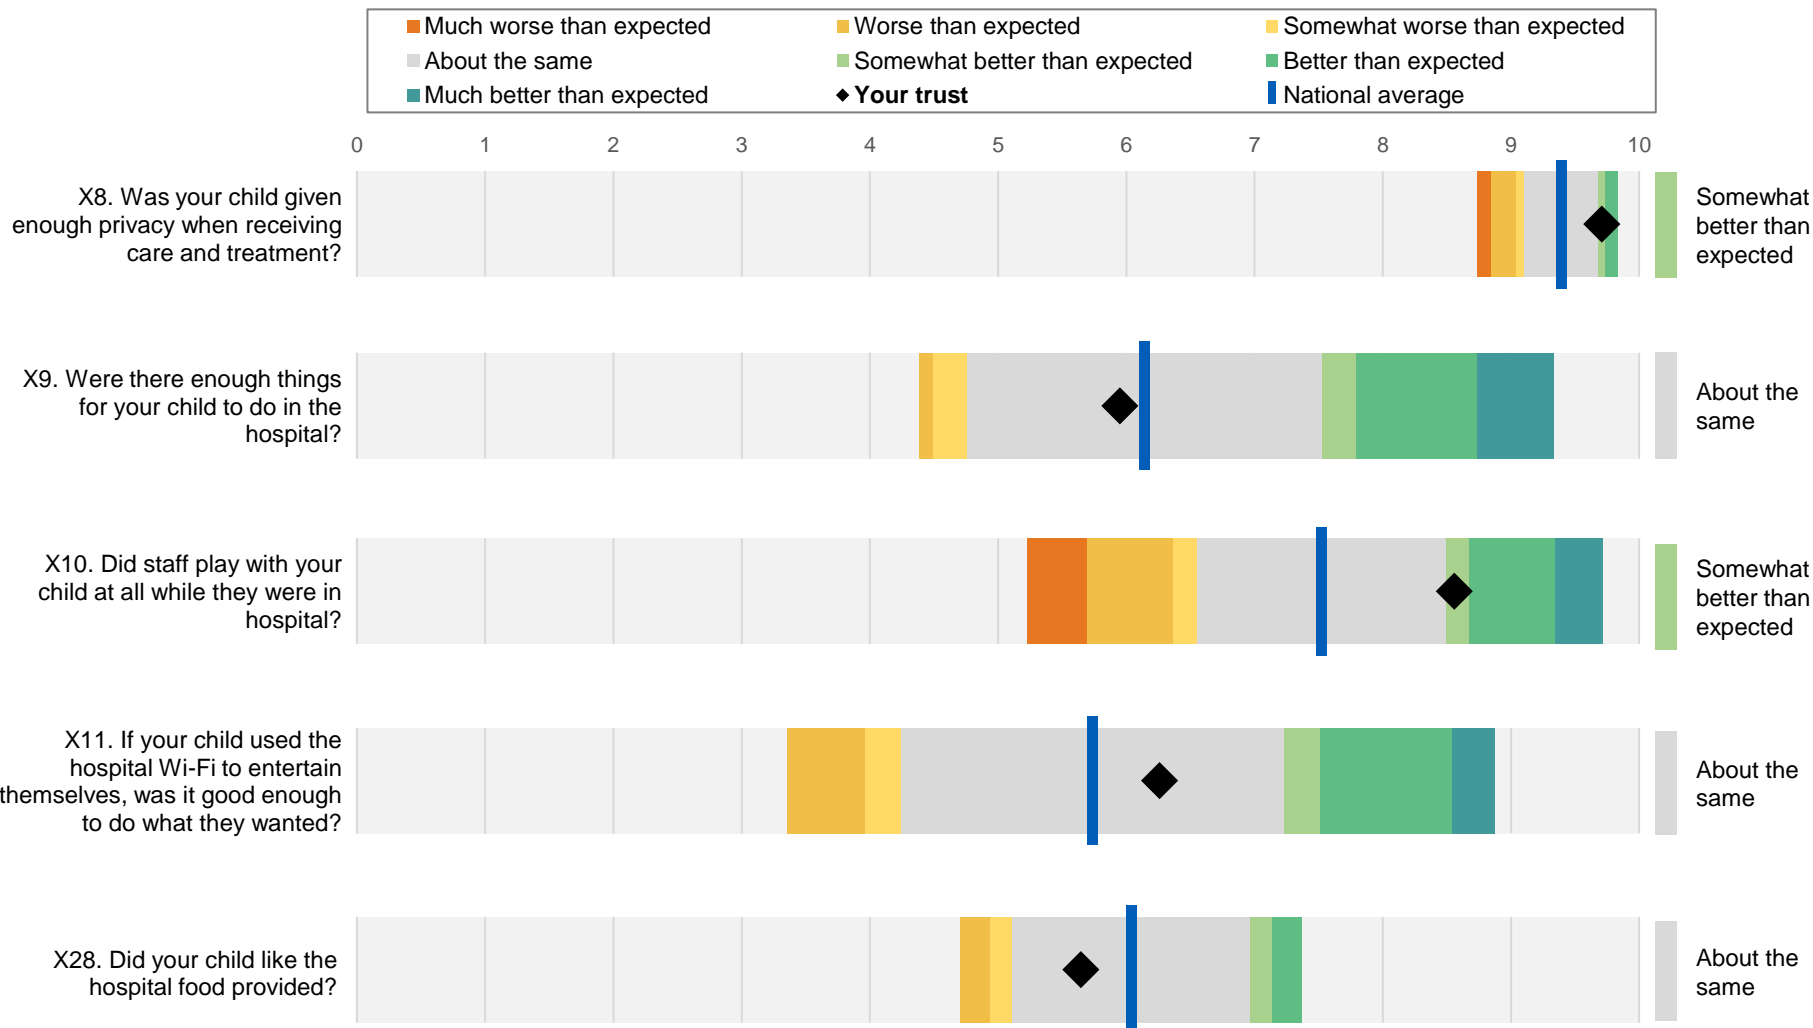 Much worse than expected
Worse than expected
Somewhat worse than expected
About the same
Somewhat better than expected
Better than expected
Much better than expected
Your trust
National average
0 1 2 3 4 5 6 7 8 9 10
X8. Was your child given
enough privacy when receiving
care and treatment?
Somewhat
better than
expected
X9. Were there enough things
for your child to do in the
hospital?
About the
same
X10. Did staff play with your
child at all while they were in
hospital?
Somewhat
better than
expected
X11. If your child used the
hospital Wi-Fi to entertain
themselves, was it good enough
to do what they wanted?
About the
same
X28. Did your child like the
hospital food provided?
About the
same